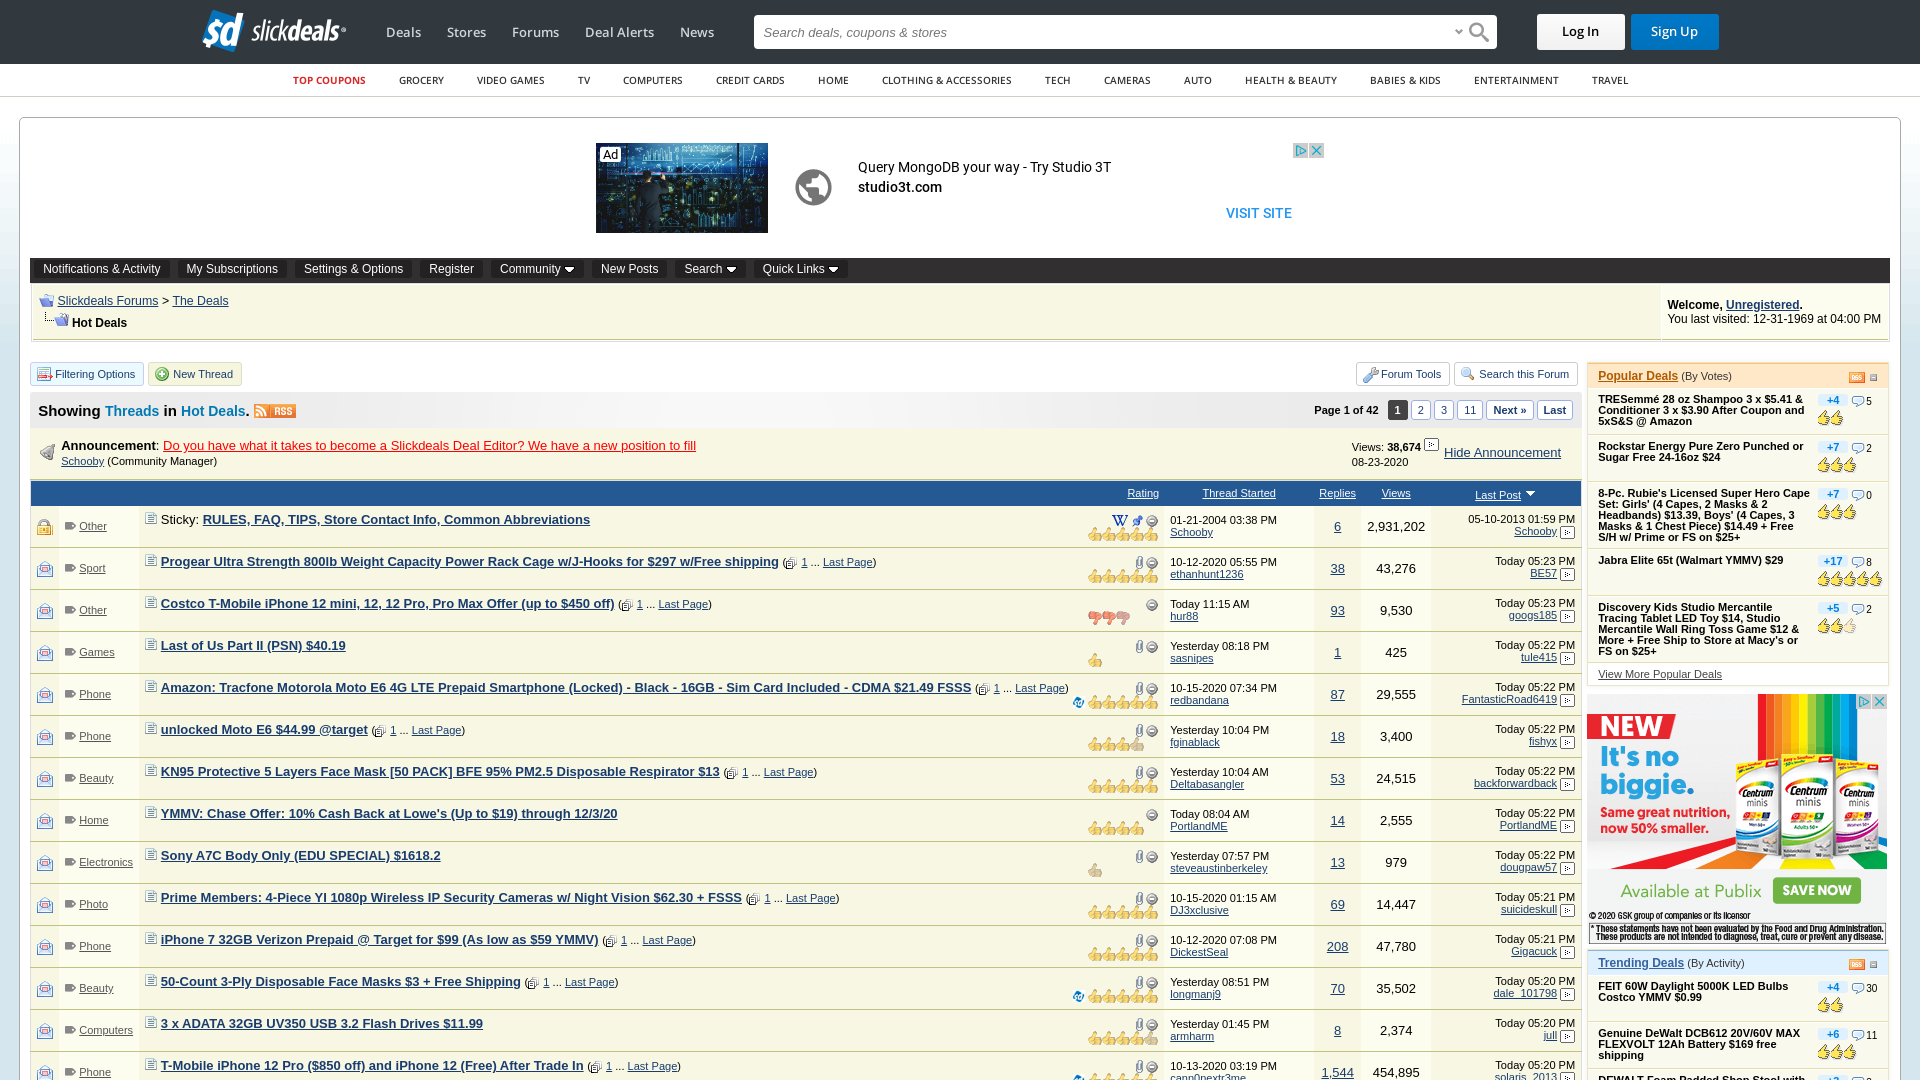 slickdeals
Deals Stores Forums Deal Alerts News
Search deals, coupons & stores
Log In Sign Up
TOP COUPONS GROCERY VIDEO GAMES TV COMPUTERS CREDIT CARDS HOME CLOTHING & ACCESSORIES TECH CAMERAS AUTO HEALTH & BEAUTY BABIES & KIDS ENTERTAINMENT TRAVEL
Ad
Query MongoDB your way - Try Studio 3T
studio3t.com
VISIT SITE
Notifications & Activity My Subscriptions Settings & Options Register Community New Posts Search Quick Links
Slickdeals Forums > The Deals
Hot Deals
Welcome, Unregistered.
You last visited: 12-31-1969 at 04:00 PM
Filtering Options New Thread Forum Tools Search this Forum
Showing Threads in Hot Deals. RSS
Page 1 of 42 1 2 3 11 Next » Last
Announcement: Do you have what it takes to become a Slickdeals Deal Editor? We have a new position to fill
Schooby (Community Manager)
Views: 38,674
08-23-2020
Hide Announcement
Rating Thread Started Replies Views Last Post
Other Sticky: RULES, FAQ, TIPS, Store Contact Info, Common Abbreviations 01-21-2004 03:38 PM Schooby 6 2,931,202 05-10-2013 01:59 PM Schooby
Sport Progear Ultra Strength 800lb Weight Capacity Power Rack Cage w/J-Hooks for $297 w/Free shipping (1 ... Last Page) 10-12-2020 05:55 PM ethanhunt1236 38 43,276 Today 05:23 PM BE57
Other Costco T-Mobile iPhone 12 mini, 12, 12 Pro, Pro Max Offer (up to $450 off) (1 ... Last Page) Today 11:15 AM hur88 93 9,530 Today 05:23 PM googs185
Games Last of Us Part II (PSN) $40.19 Yesterday 08:18 PM sasnipes 1 425 Today 05:22 PM tule415
Phone Amazon: Tracfone Motorola Moto E6 4G LTE Prepaid Smartphone (Locked) - Black - 16GB - Sim Card Included - CDMA $21.49 FSSS (1 ... Last Page) 10-15-2020 07:34 PM redbandana 87 29,555 Today 05:22 PM FantasticRoad6419
Phone unlocked Moto E6 $44.99 @target (1 ... Last Page) Yesterday 10:04 PM fginablack 18 3,400 Today 05:22 PM fishyx
Beauty KN95 Protective 5 Layers Face Mask [50 PACK] BFE 95% PM2.5 Disposable Respirator $13 (1 ... Last Page) Yesterday 10:04 AM Deltabasangler 53 24,515 Today 05:22 PM backforwardback
Home YMMV: Chase Offer: 10% Cash Back at Lowe's (Up to $19) through 12/3/20 Today 08:04 AM PortlandME 14 2,555 Today 05:22 PM PortlandME
Electronics Sony A7C Body Only (EDU SPECIAL) $1618.2 Yesterday 07:57 PM steveaustinberkeley 13 979 Today 05:22 PM dougpaw57
Photo Prime Members: 4-Piece YI 1080p Wireless IP Security Cameras w/ Night Vision $62.30 + FSSS (1 ... Last Page) 10-15-2020 01:15 AM DJ3xclusive 69 14,447 Today 05:21 PM suicideskull
Phone iPhone 7 32GB Verizon Prepaid @ Target for $99 (As low as $59 YMMV) (1 ... Last Page) 10-12-2020 07:08 PM DickestSeal 208 47,780 Today 05:21 PM Gigacuck
Beauty 50-Count 3-Ply Disposable Face Masks $3 + Free Shipping (1 ... Last Page) Yesterday 08:51 PM longmanj9 70 35,502 Today 05:20 PM dale_101798
Computers 3 x ADATA 32GB UV350 USB 3.2 Flash Drives $11.99 Yesterday 01:45 PM armharm 8 2,374 Today 05:20 PM jull
Phone T-Mobile iPhone 12 Pro ($850 off) and iPhone 12 (Free) After Trade In (1 ... Last Page) 10-13-2020 03:19 PM cann0nextr3me 1,544 454,895 Today 05:20 PM solaris_2013
Popular Deals (By Votes) RSS
TRESemmé 28 oz Shampoo 3 x $5.41 & +4 5
Conditioner 3 x $3.90 After Coupon and
5xS&S @ Amazon
Rockstar Energy Pure Zero Punched or +7 2
Sugar Free 24-16oz $24
8-Pc. Rubie's Licensed Super Hero Cape +7 0
Set: Girls' (4 Capes, 2 Masks & 2
Headbands) $13.39, Boys' (4 Capes, 3
Masks & 1 Chest Piece) $14.49 + Free
S/H w/ Prime or FS on $25+
Jabra Elite 65t (Walmart YMMV) $29 +17 8
Discovery Kids Studio Mercantile +5 2
Tracing Tablet LED Toy $14, Studio
Mercantile Wall Ring Toss Game $12 &
More + Free Ship to Store at Macy's or
FS on $25+
View More Popular Deals
NEW
It's no
biggie.
Same great nutrition,
now 50% smaller.
Centrum minis Centrum minis Centrum minis
Available at Publix SAVE NOW
© 2020 GSK group of companies or its licensor
* These statements have not been evaluated by the Food and Drug Administration.
These products are not intended to diagnose, treat, cure or prevent any disease.
Trending Deals (By Activity) RSS
FEIT 60W Daylight 5000K LED Bulbs +4 30
Costco YMMV $0.99
Genuine DeWalt DCB612 20V/60V MAX +6 11
FLEXVOLT 12Ah Battery $169 free
shipping
DEWALT Foam Padded Shop Stool with